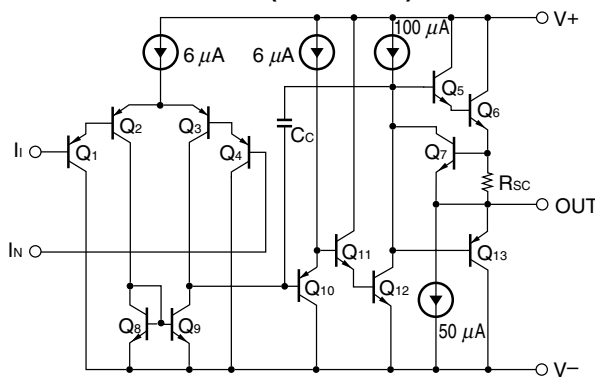 V+
6 μA
6 μA
100 μA
Q5
Q6
Q2
Q3
CC
Q7
II
Q1
Q4
RSC
OUT
IN
Q11
Q13
Q10
Q12
Q8
Q9
50 μA
V−